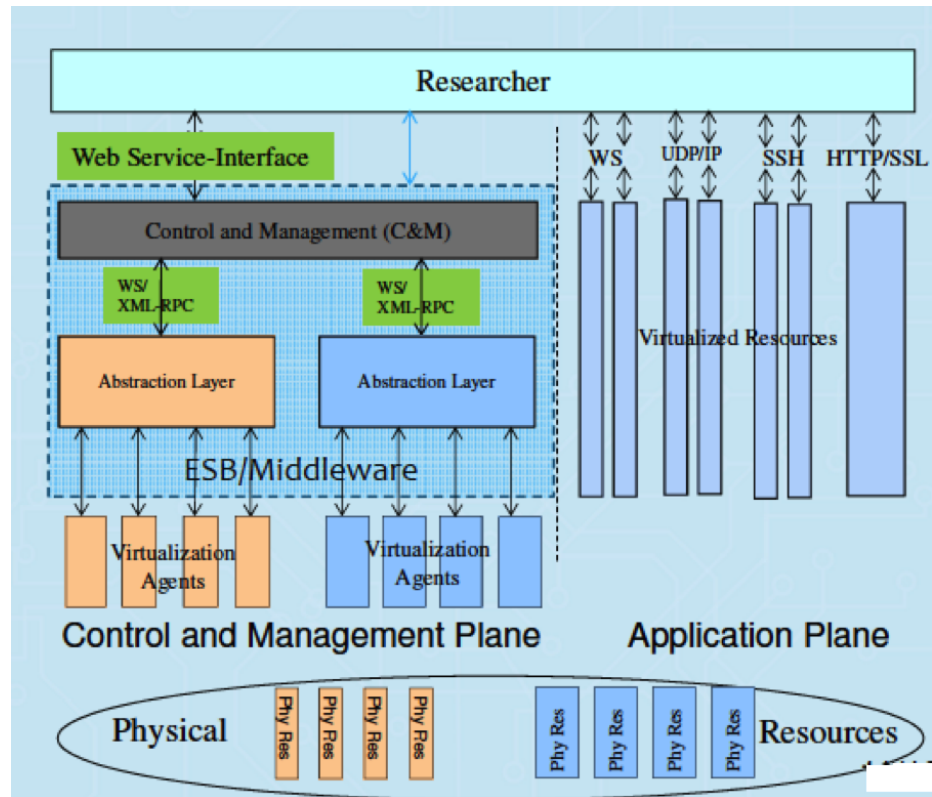 Researcher
Web Service-Interface
WS
UDP/IP
SSH
HTTP/SSL
Control and Management (C&M)
WS/
XML-RPC
WS/
XML-RPC
Virtualized Resources
Abstraction Layer
Abstraction Layer
ESB/Middleware
Virtualization
Agents
Virtualization
Agents
Control and Management Plane
Application Plane
Physical
Phy Res
Phy Res
Phy Res
Phy Res
Phy Res
Phy Res
Phy Res
Phy Res
Resources